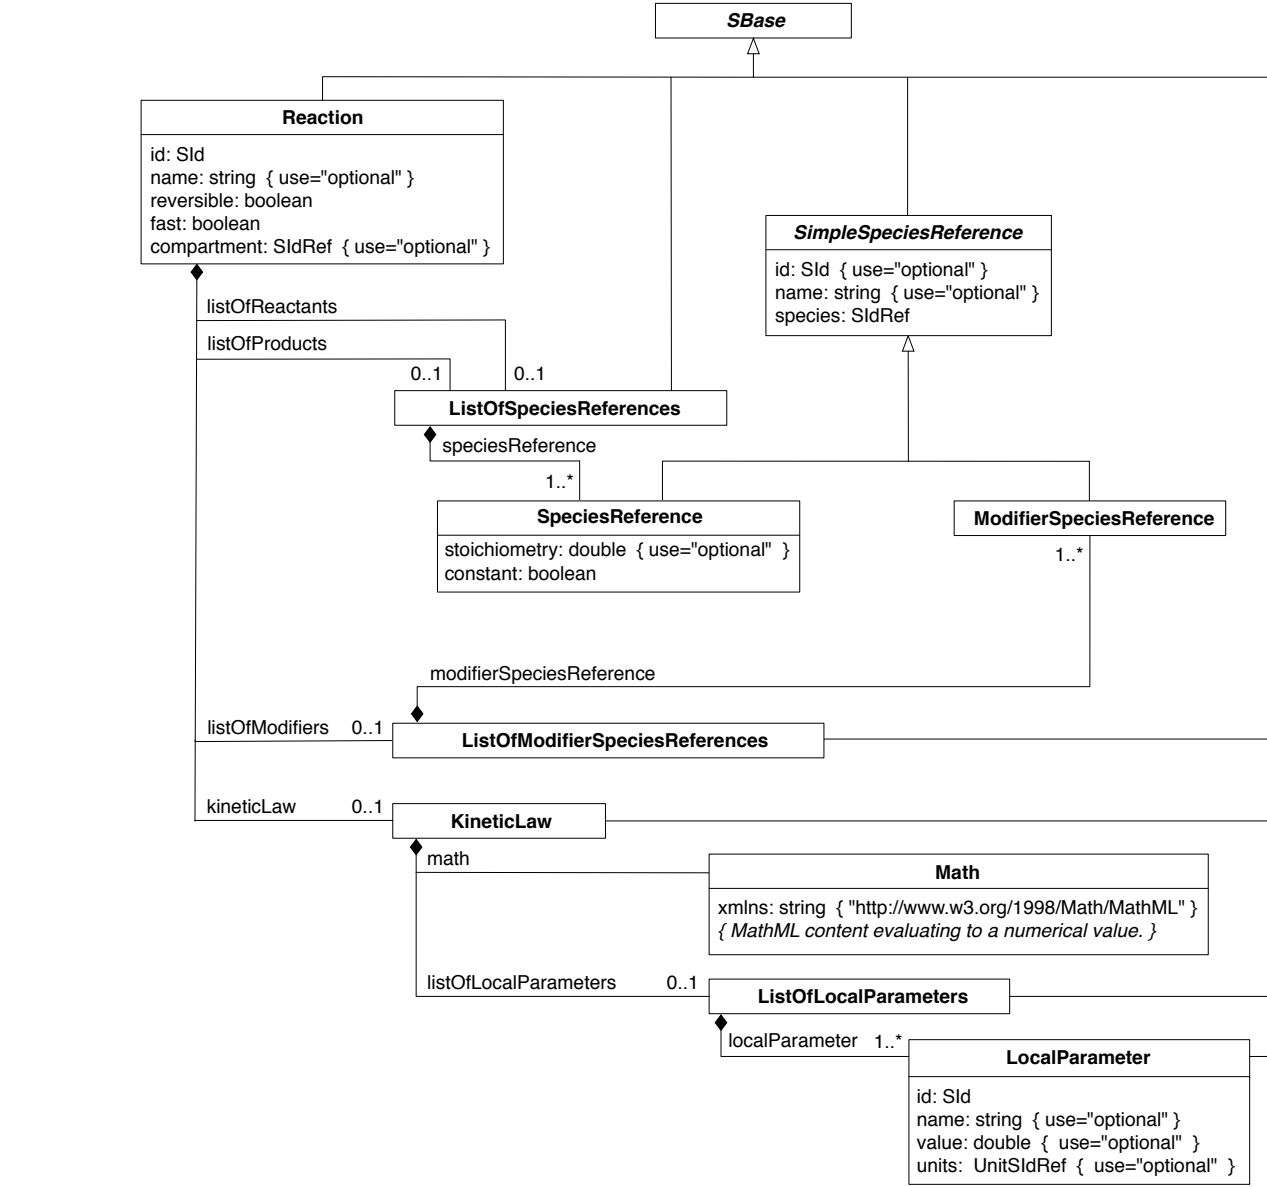 SBase
Reaction
id: SId
name: string { use="optional" }
reversible: boolean
fast: boolean
compartment: SIdRef { use="optional" }
SimpleSpeciesReference
id: SId { use="optional" }
name: string { use="optional" }
species: SIdRef
listOfReactants
listOfProducts
0..1
0..1
ListOfSpeciesReferences
speciesReference
1..*
SpeciesReference
stoichiometry: double { use="optional" }
constant: boolean
ModifierSpeciesReference
1..*
modifierSpeciesReference
listOfModifiers 0..1
ListOfModifierSpeciesReferences
kineticLaw 0..1
KineticLaw
math
Math
xmlns: string { "http://www.w3.org/1998/Math/MathML" }
{ MathML content evaluating to a numerical value. }
listOfLocalParameters 0..1
ListOfLocalParameters
localParameter 1..*
LocalParameter
id: SId
name: string { use="optional" }
value: double { use="optional" }
units: UnitSIdRef { use="optional" }